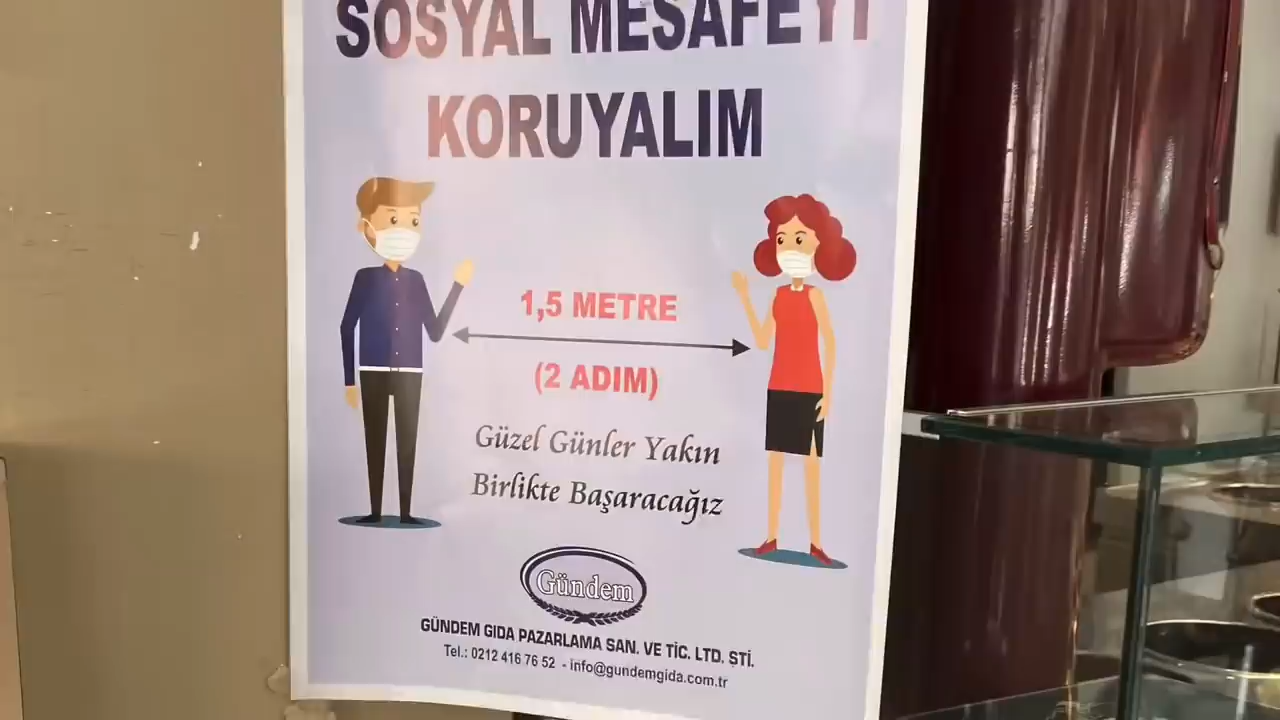 SOSYAL MESAFEYİ
KORUYALIM
1,5 METRE
(2 ADIM)
Güzel Günler Yakın
Birlikte Başaracağız
Gündem
GÜNDEM GIDA PAZARLAMA SAN. VE TİC. LTD. ŞTİ.
Tel.: 0212 416 76 52 - info@gundemgida.com.tr